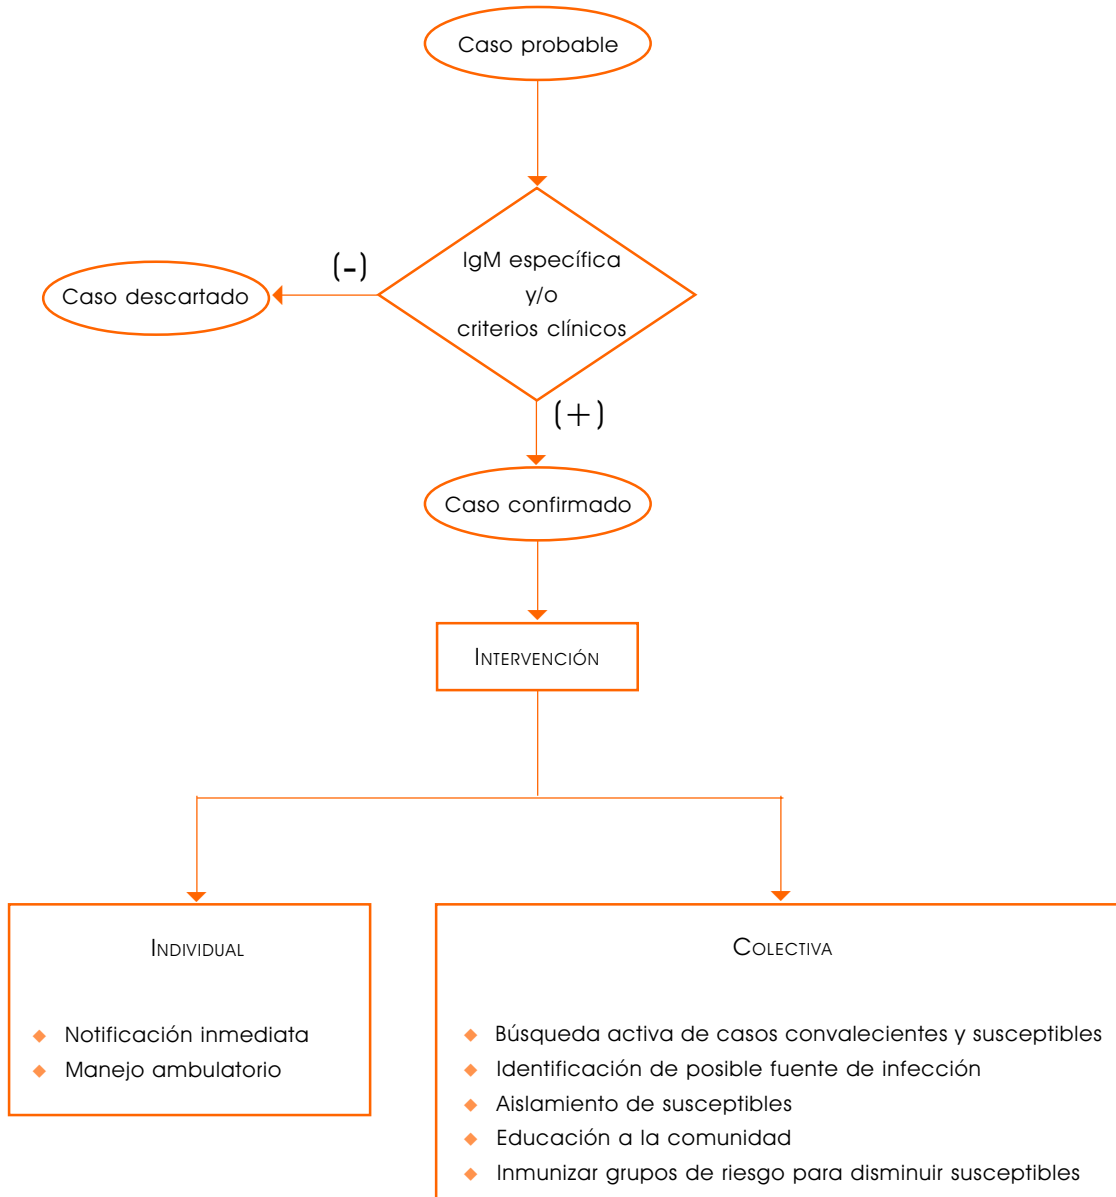 Caso probable
IgM específica
y/o
criterios clínicos
(-)
Caso descartado
(+)
Caso confirmado
INTERVENCIÓN
INDIVIDUAL
Notificación inmediata
Manejo ambulatorio
COLECTIVA
Búsqueda activa de casos convalecientes y susceptibles
Identificación de posible fuente de infección
Aislamiento de susceptibles
Educación a la comunidad
Inmunizar grupos de riesgo para disminuir susceptibles